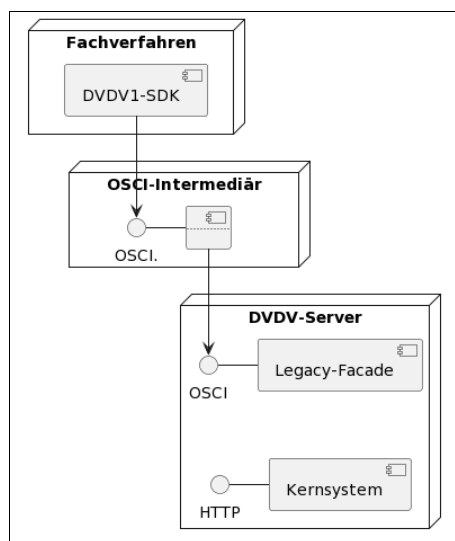 Fachverfahren
DVDV1-SDK
OSCI-Intermediär
OSCI.
DVDV-Server
Legacy-Facade
OSCI
Kernsystem
HTTP